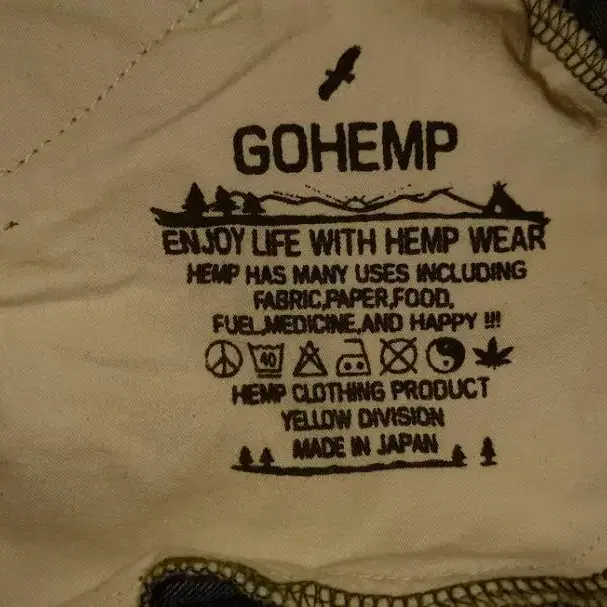 GOHEMP
ENJOY LIFE WITH HEMP WEAR
HEMP HAS MANY USES INCLUDING
FABRIC,PAPER,FOOD,
FUEL,MEDICINE,AND HAPPY !!!
40
HEMP CLOTHING PRODUCT
YELLOW DIVISION
MADE IN JAPAN